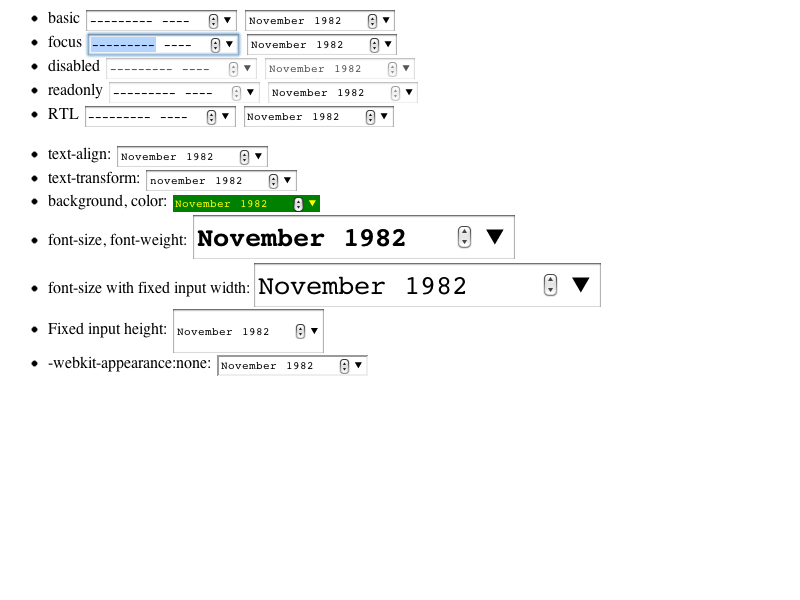 basic --------- ---- November 1982
focus --------- ---- November 1982
disabled --------- ---- November 1982
readonly --------- ---- November 1982
RTL --------- ---- November 1982
text-align: November 1982
text-transform: november 1982
background, color: November 1982
font-size, font-weight: November 1982
font-size with fixed input width: November 1982
Fixed input height: November 1982
-webkit-appearance:none: November 1982